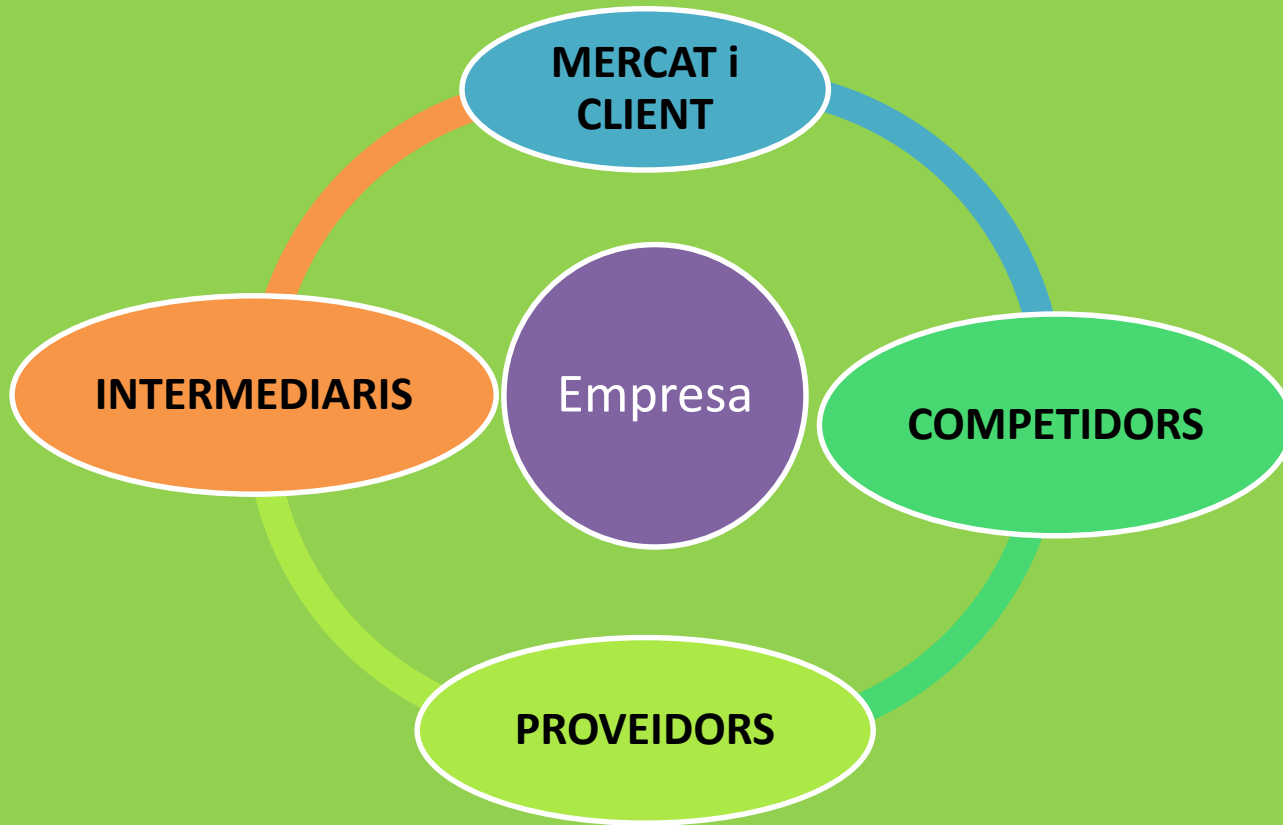 MERCAT i
CLIENT
INTERMEDIARIS
Empresa
COMPETIDORS
PROVEIDORS